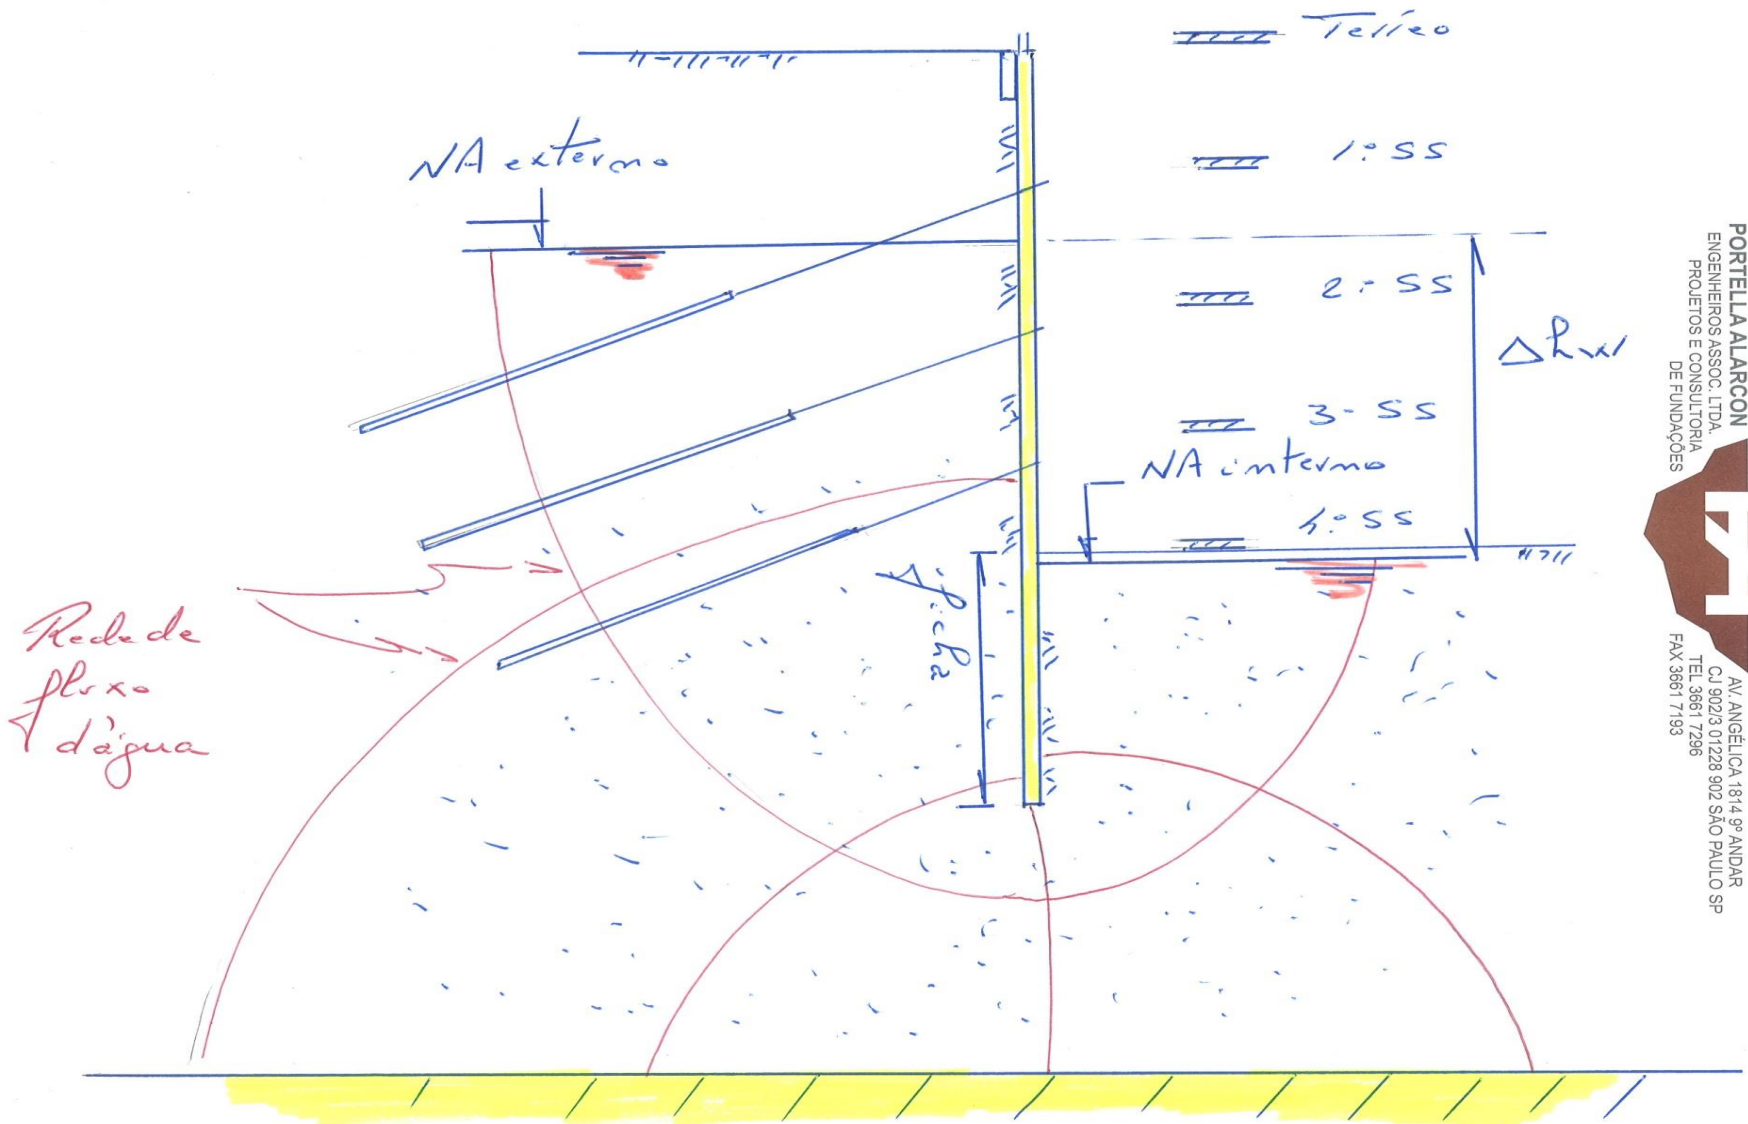 Térreo
NA externo
1º SS
2º SS
Δhw
3º SS
NA interno
4º SS
Δficha
Rede de
fluxo
d'água
PORTELLA ALARCON
ENGENHEIROS ASSOC. LTDA.
PROJETOS E CONSULTORIA
DE FUNDAÇÕES
AV. ANGÉLICA 1814 9º ANDAR
CJ 902/3 01228 902 SÃO PAULO SP
TEL 3661 7296
FAX 3661 7193